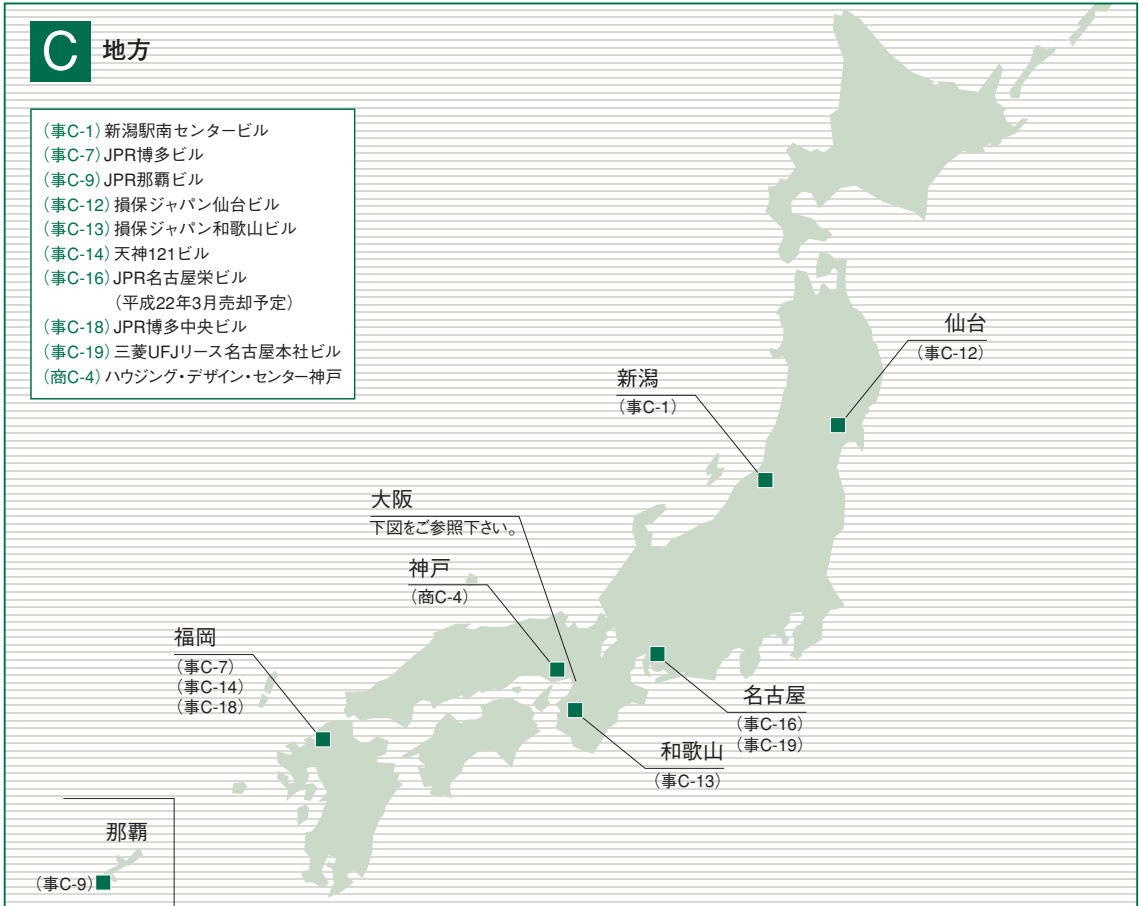 C 地方
(事C-1) 新潟駅南センタービル
(事C-7) JPR博多ビル
(事C-9) JPR那覇ビル
(事C-12) 損保ジャパン仙台ビル
(事C-13) 損保ジャパン和歌山ビル
(事C-14) 天神121ビル
(事C-16) JPR名古屋栄ビル
(平成22年3月売却予定)
(事C-18) JPR博多中央ビル
(事C-19) 三菱UFJリース名古屋本社ビル
(商C-4) ハウジング・デザイン・センター神戸
仙台
(事C-12)
新潟
(事C-1)
大阪
下図をご参照下さい。
神戸
(商C-4)
福岡
(事C-7)
(事C-14)
(事C-18)
名古屋
(事C-16)
(事C-19)
和歌山
(事C-13)
那覇
(事C-9)